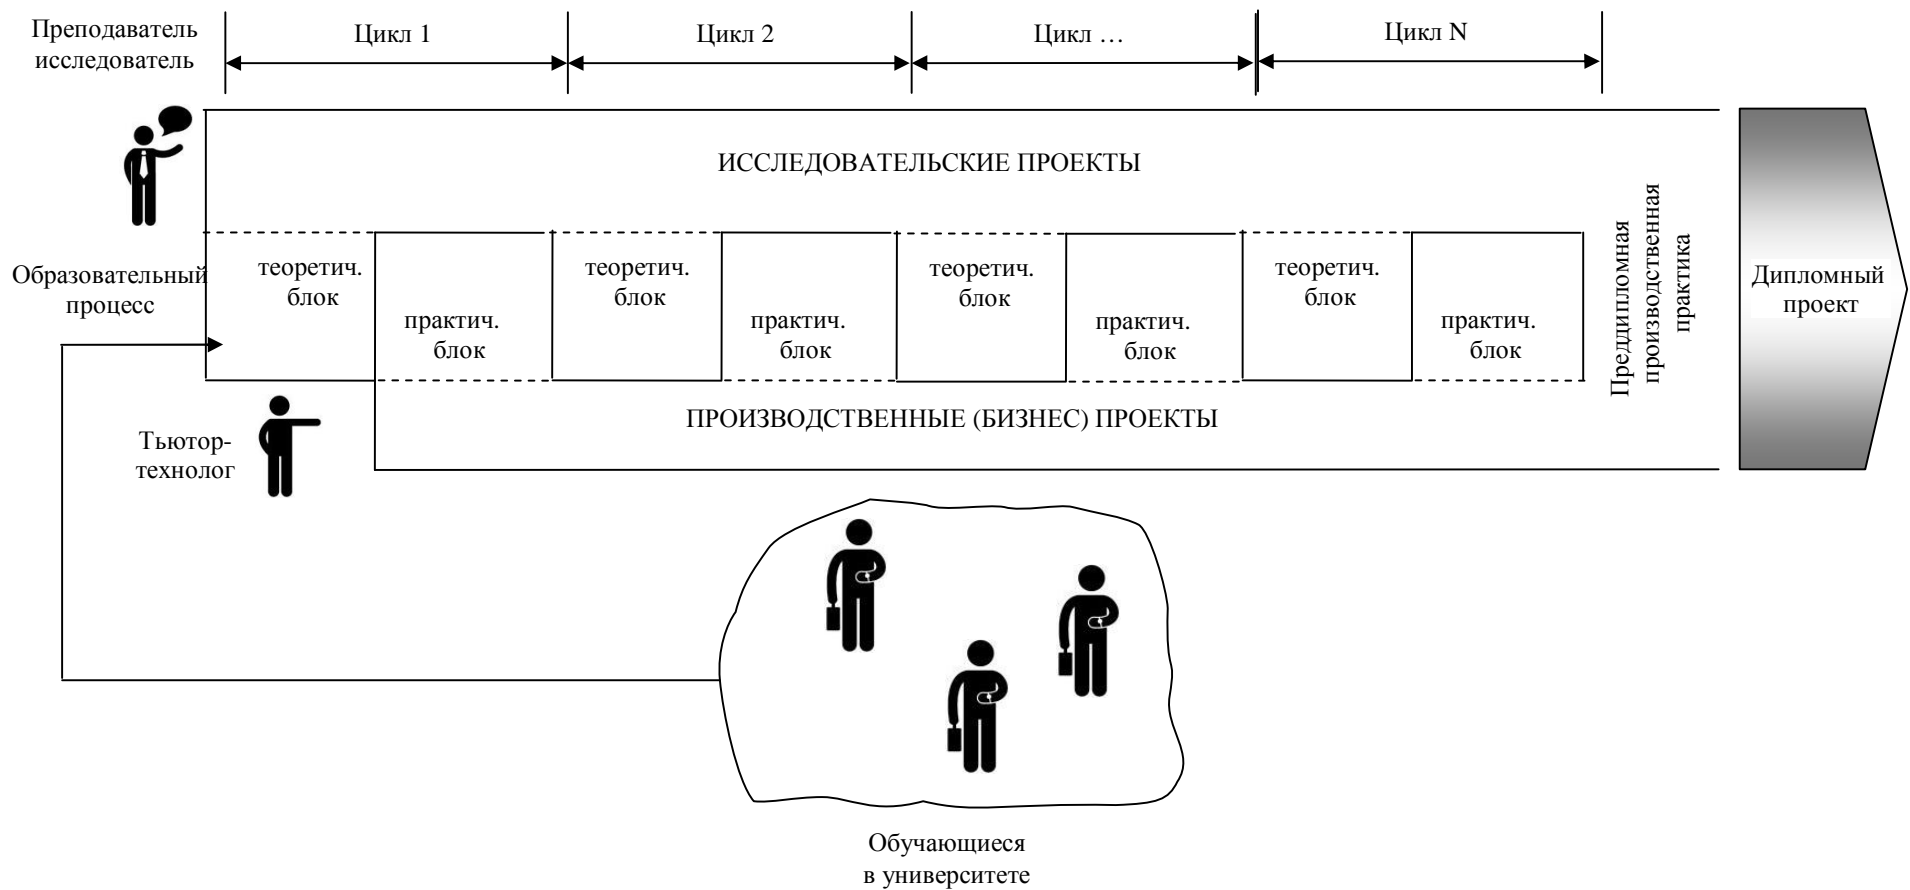 Преподаватель
исследователь
Цикл 1
Цикл 2
Цикл …
Цикл N
ИССЛЕДОВАТЕЛЬСКИЕ ПРОЕКТЫ
Образовательный
процесс
теоретич.
блок
практич.
блок
теоретич.
блок
практич.
блок
теоретич.
блок
практич.
блок
теоретич.
блок
практич.
блок
Преддипломная
производственная
практика
Дипломный
проект
ПРОИЗВОДСТВЕННЫЕ (БИЗНЕС) ПРОЕКТЫ
Тьютор-
технолог
Обучающиеся
в университете